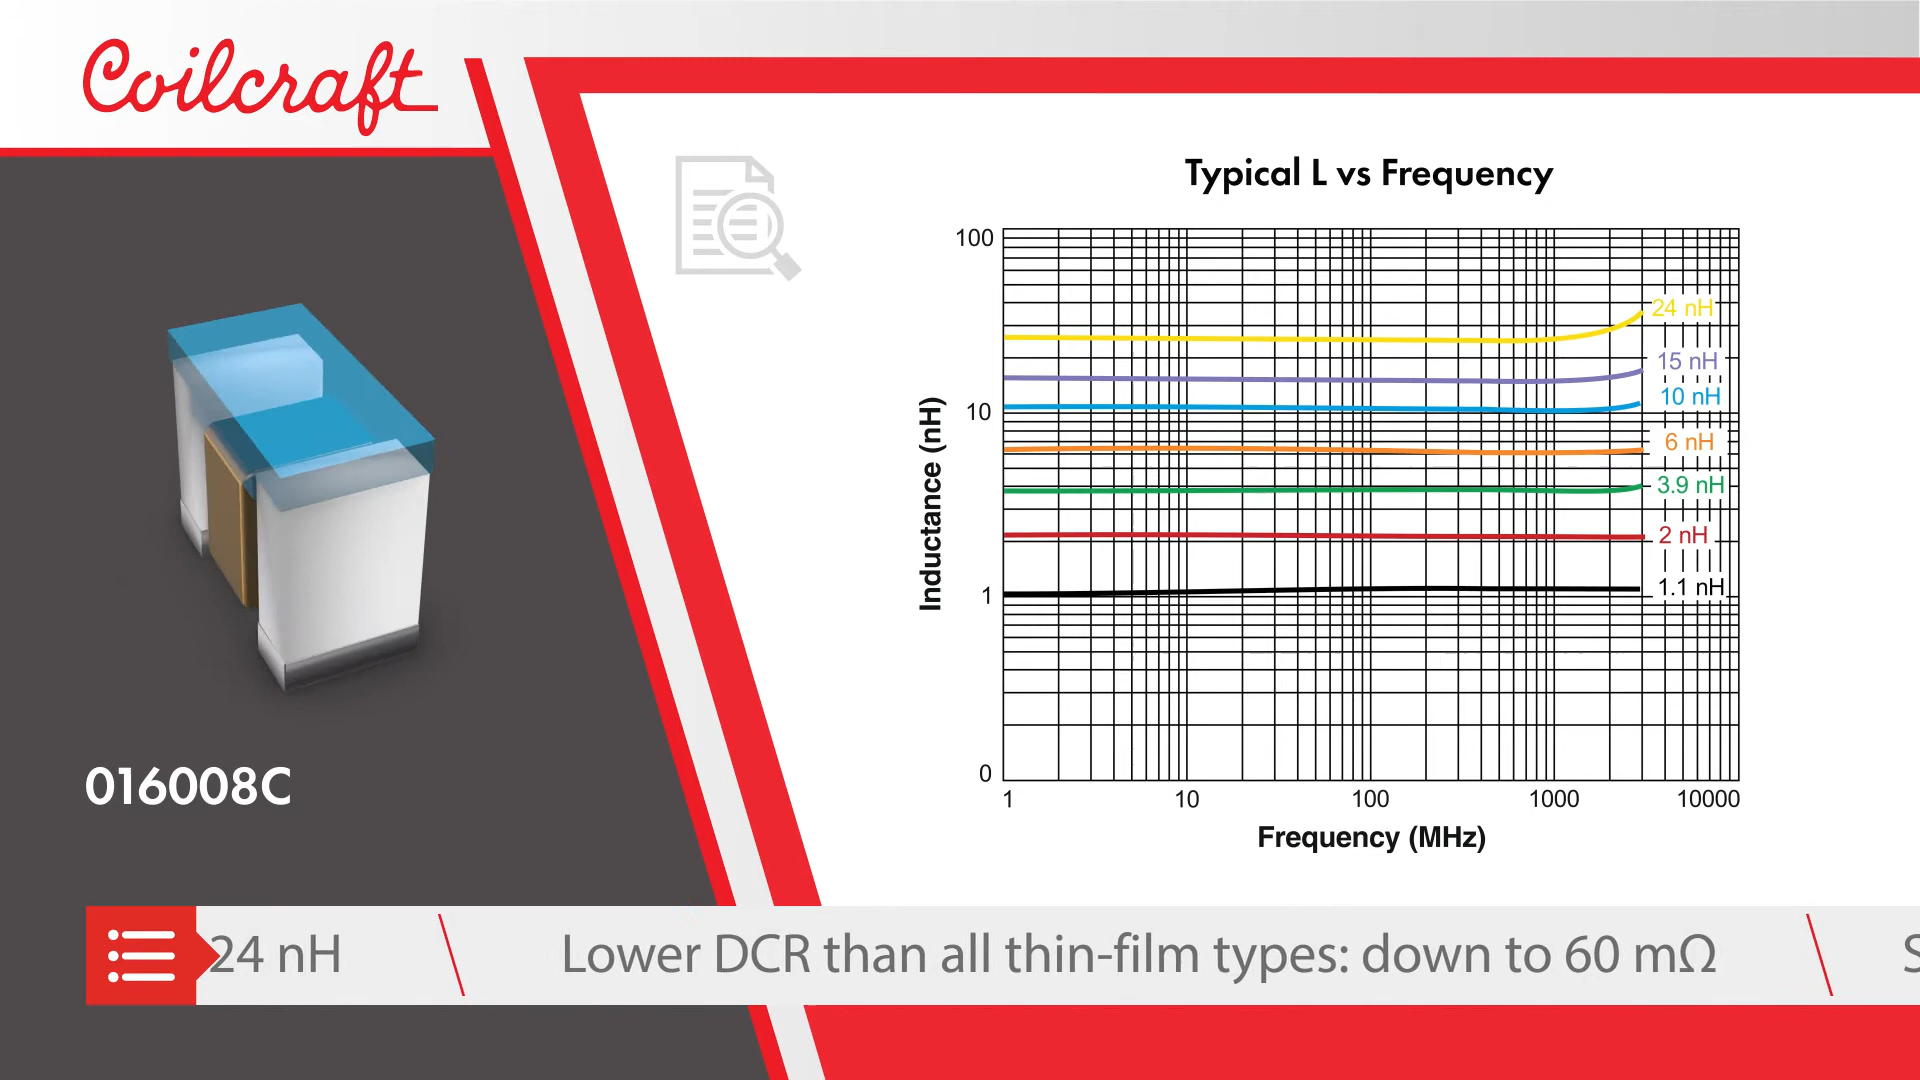 Coilcraft
Typical L vs Frequency
100
10
1
0
Inductance (nH)
24 nH
15 nH
10 nH
6 nH
3.9 nH
2 nH
1.1 nH
1 10 100 1000 10000
Frequency (MHz)
016008C
24 nH Lower DCR than all thin-film types: down to 60 mΩ S